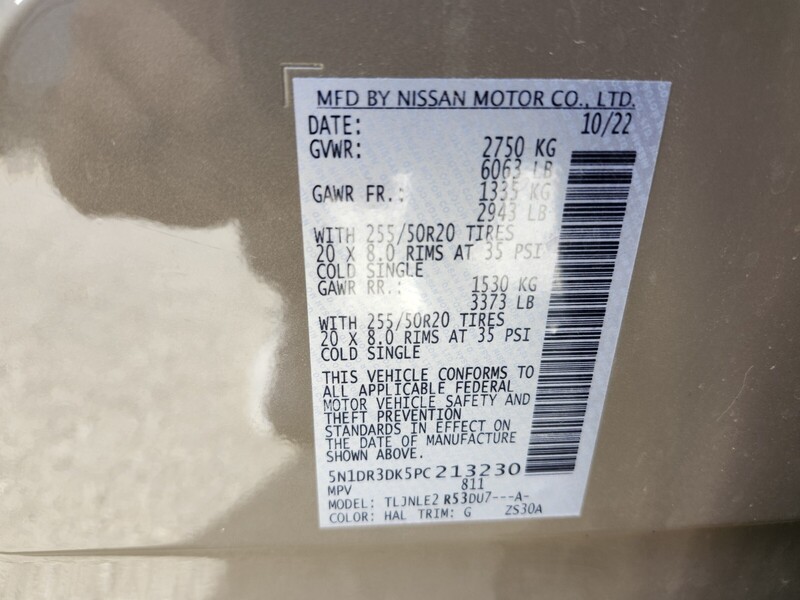 MFD BY NISSAN MOTOR CO., LTD.
DATE: 10/22
GVWR: 2750 KG
6063 LB
GAWR FR.: 1335 KG
2943 LB
WITH 255/50R20 TIRES
20 X 8.0 RIMS AT 35 PSI
COLD SINGLE
GAWR RR.: 1530 KG
3373 LB
WITH 255/50R20 TIRES
20 X 8.0 RIMS AT 35 PSI
COLD SINGLE
THIS VEHICLE CONFORMS TO
ALL APPLICABLE FEDERAL
MOTOR VEHICLE SAFETY AND
THEFT PREVENTION
STANDARDS IN EFFECT ON
THE DATE OF MANUFACTURE
SHOWN ABOVE.
5N1DR3DK5PC213230
MPV 811
MODEL: TLJNLE2 R53DU7---A-
COLOR: HAL TRIM: G ZS30A